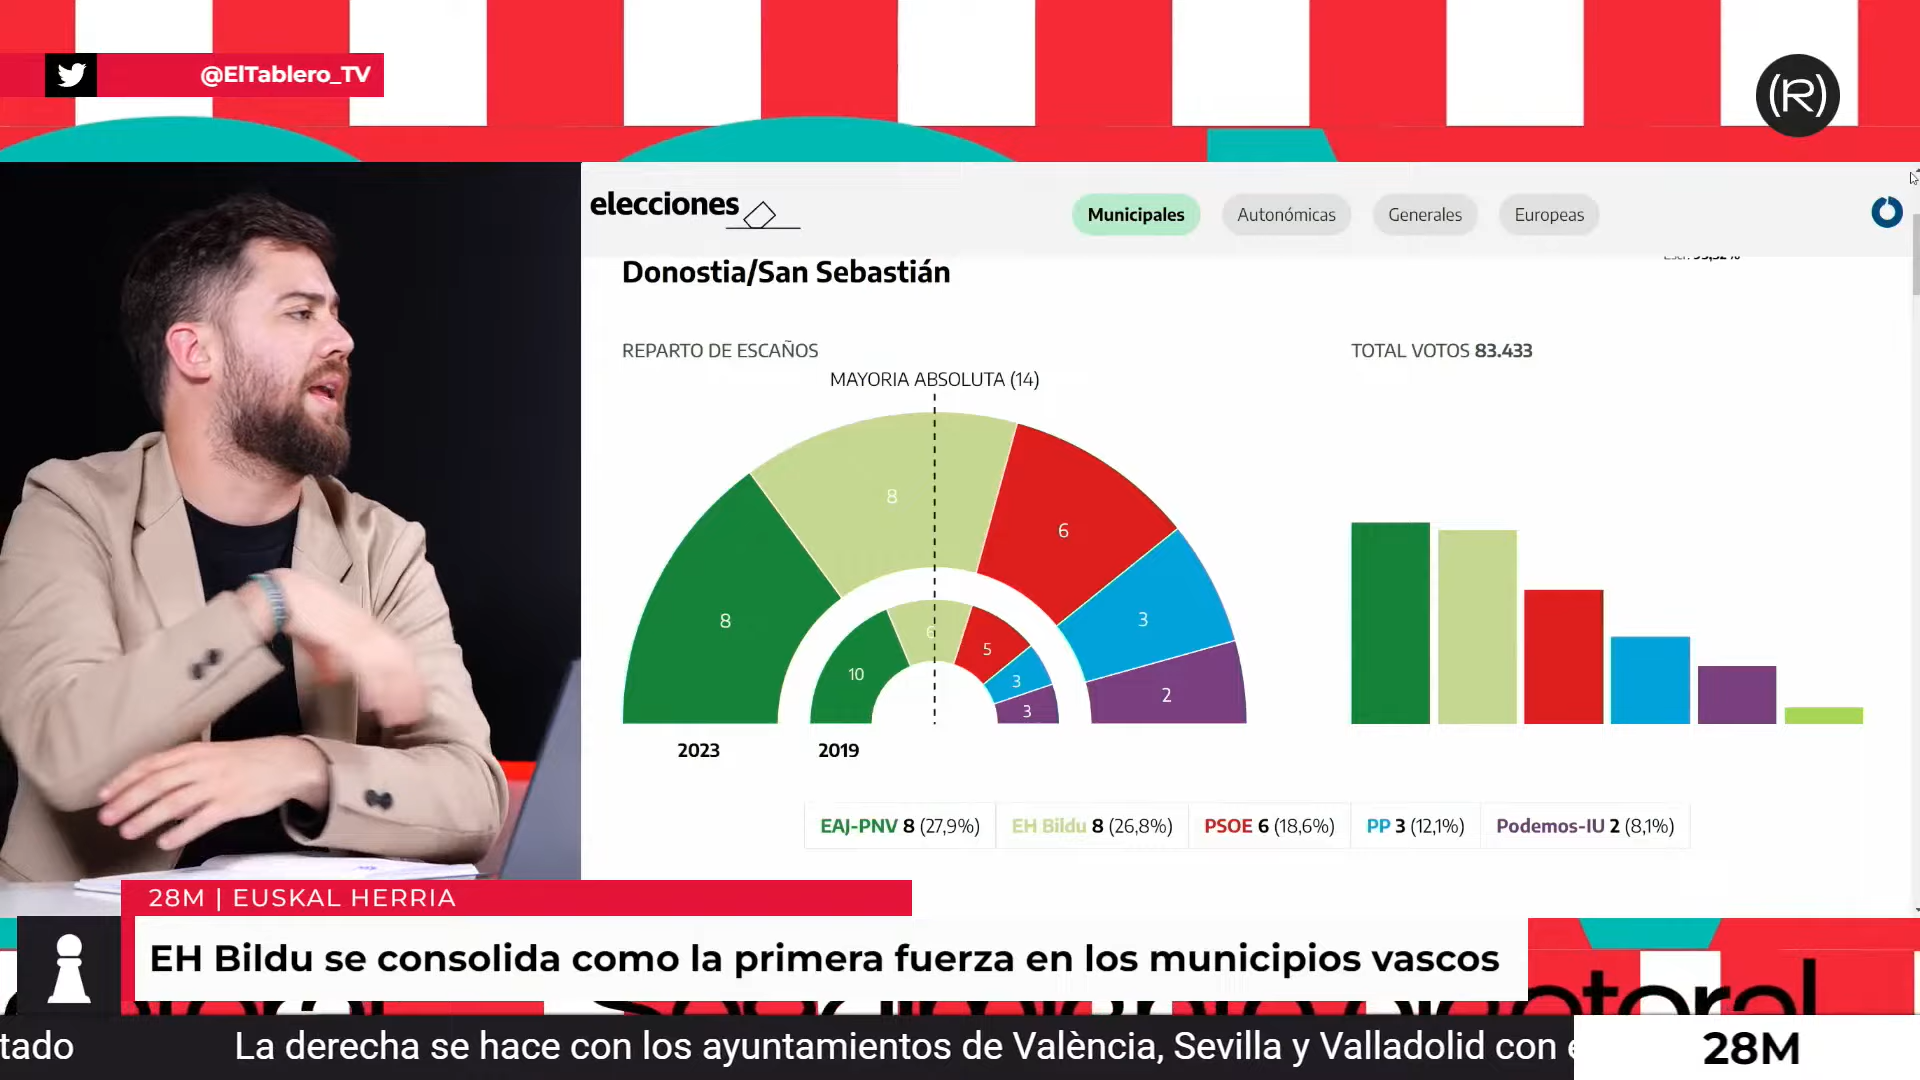 @ElTablero_TV
(R)
elecciones
Municipales
Autonómicas
Generales
Europeas
Donostia/San Sebastián
REPARTO DE ESCAÑOS
TOTAL VOTOS 83.433
MAYORIA ABSOLUTA (14)
8
8
6
3
2
10
6
5
3
3
2023
2019
EAJ-PNV 8 (27,9%)
EH Bildu 8 (26,8%)
PSOE 6 (18,6%)
PP 3 (12,1%)
Podemos-IU 2 (8,1%)
28M | EUSKAL HERRIA
EH Bildu se consolida como la primera fuerza en los municipios vascos
tado
La derecha se hace con los ayuntamientos de València, Sevilla y Valladolid con
28M